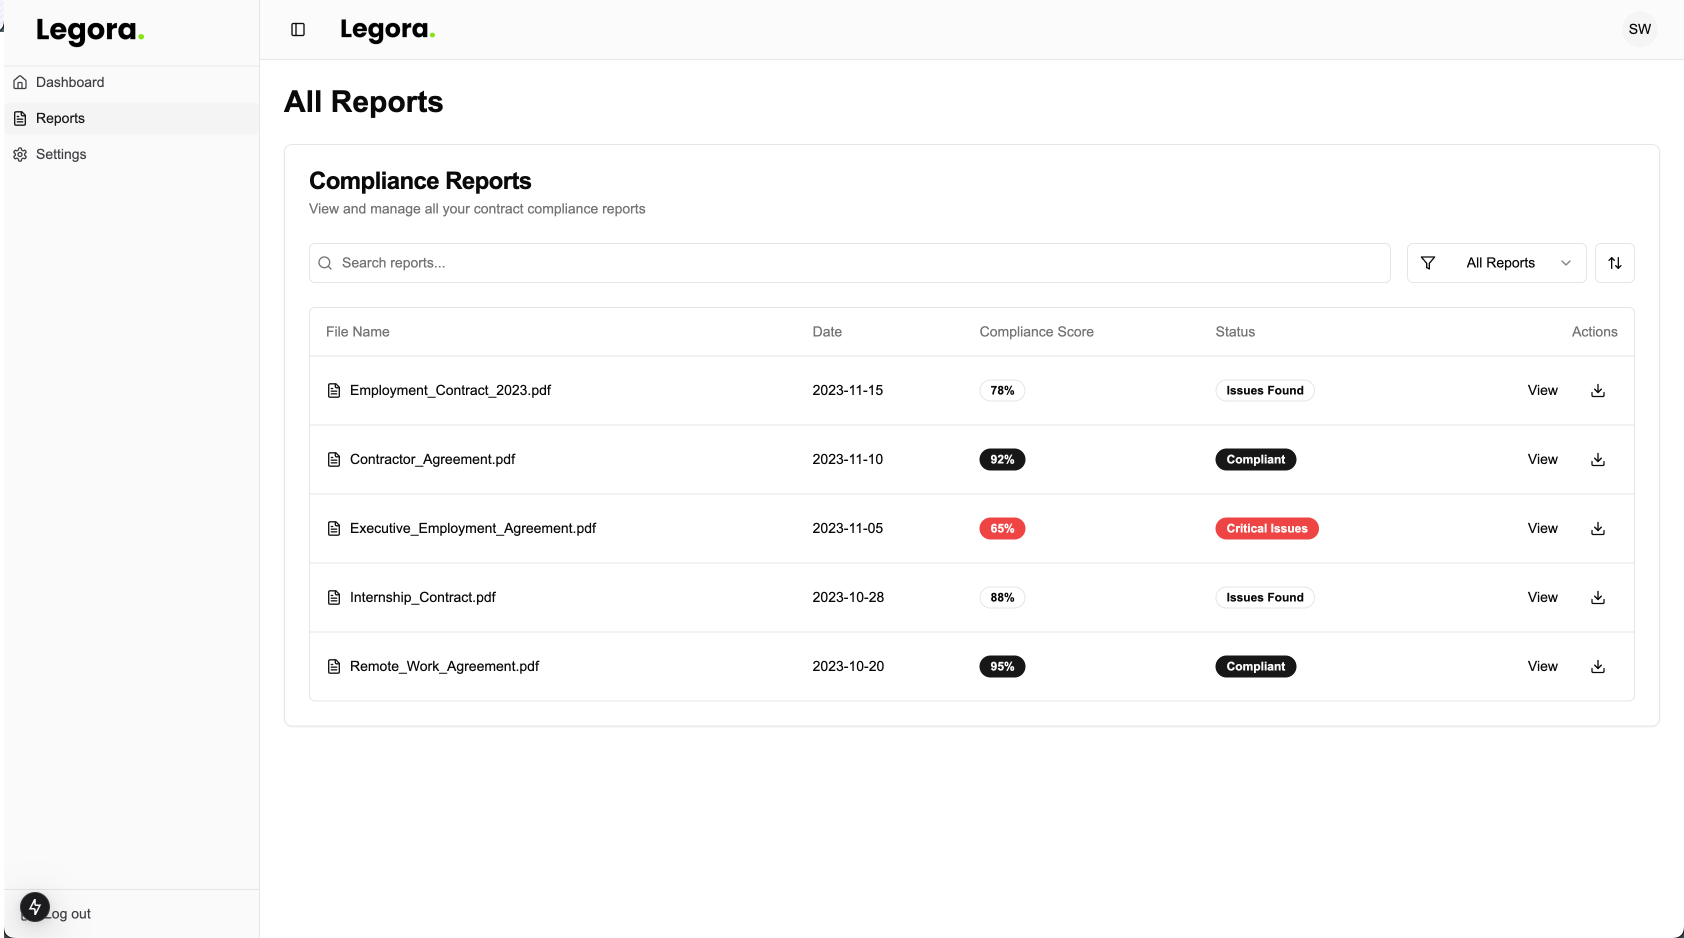 Legora.
Dashboard
Reports
Settings
Log out
Legora.
SW
All Reports
Compliance Reports
View and manage all your contract compliance reports
Search reports...
All Reports
File Name Date Compliance Score Status Actions
Employment_Contract_2023.pdf 2023-11-15 78% Issues Found View
Contractor_Agreement.pdf 2023-11-10 92% Compliant View
Executive_Employment_Agreement.pdf 2023-11-05 65% Critical Issues View
Internship_Contract.pdf 2023-10-28 88% Issues Found View
Remote_Work_Agreement.pdf 2023-10-20 95% Compliant View